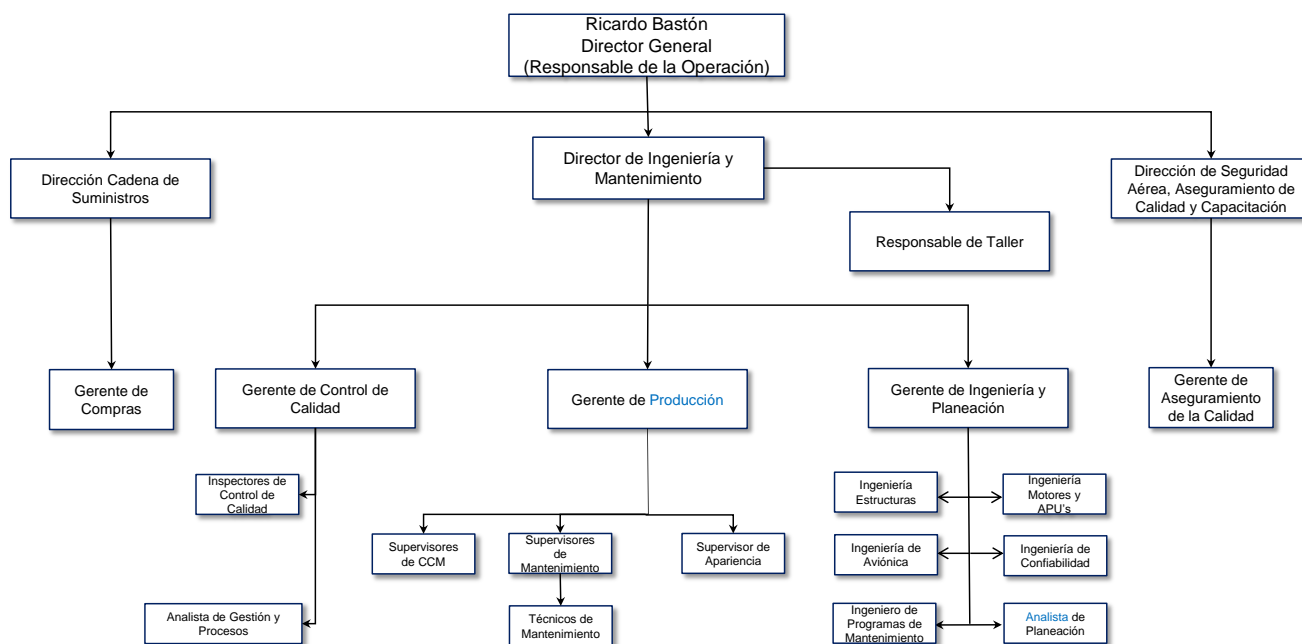 Ricardo Bastón
Director General
(Responsable de la Operación)
Dirección Cadena de
Suministros
Director de Ingeniería y
Mantenimiento
Dirección de Seguridad
Aérea, Aseguramiento de
Calidad y Capacitación
Responsable de Taller
Gerente de
Compras
Gerente de Control de
Calidad
Gerente de Producción
Gerente de Ingeniería y
Planeación
Gerente de
Aseguramiento
de la Calidad
Inspectores de
Control de
Calidad
Ingeniería
Estructuras
Ingeniería
Motores y
APU's
Supervisores
de CCM
Supervisores
de
Mantenimiento
Supervisor de
Apariencia
Ingeniería de
Aviónica
Ingeniería de
Confiabilidad
Analista de Gestión y
Procesos
Técnicos de
Mantenimiento
Ingeniero de
Programas de
Mantenimiento
Analista de
Planeación